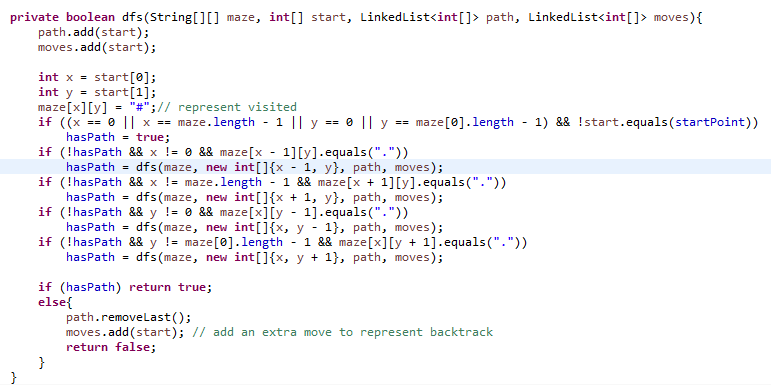 private boolean dfs(String[][] maze, int[] start, LinkedList<int[]> path, LinkedList<int[]> moves){
    path.add(start);
    moves.add(start);

    int x = start[0];
    int y = start[1];
    maze[x][y] = "#";// represent visited
    if ((x == 0 || x == maze.length - 1 || y == 0 || y == maze[0].length - 1) && !start.equals(startPoint))
        hasPath = true;
    if (!hasPath && x != 0 && maze[x - 1][y].equals("."))
        hasPath = dfs(maze, new int[]{x - 1, y}, path, moves);
    if (!hasPath && x != maze.length - 1 && maze[x + 1][y].equals("."))
        hasPath = dfs(maze, new int[]{x + 1, y}, path, moves);
    if (!hasPath && y != 0 && maze[x][y - 1].equals("."))
        hasPath = dfs(maze, new int[]{x, y - 1}, path, moves);
    if (!hasPath && y != maze[0].length - 1 && maze[x][y + 1].equals("."))
        hasPath = dfs(maze, new int[]{x, y + 1}, path, moves);

    if (hasPath) return true;
    else{
        path.removeLast();
        moves.add(start); // add an extra move to represent backtrack
        return false;
    }
}